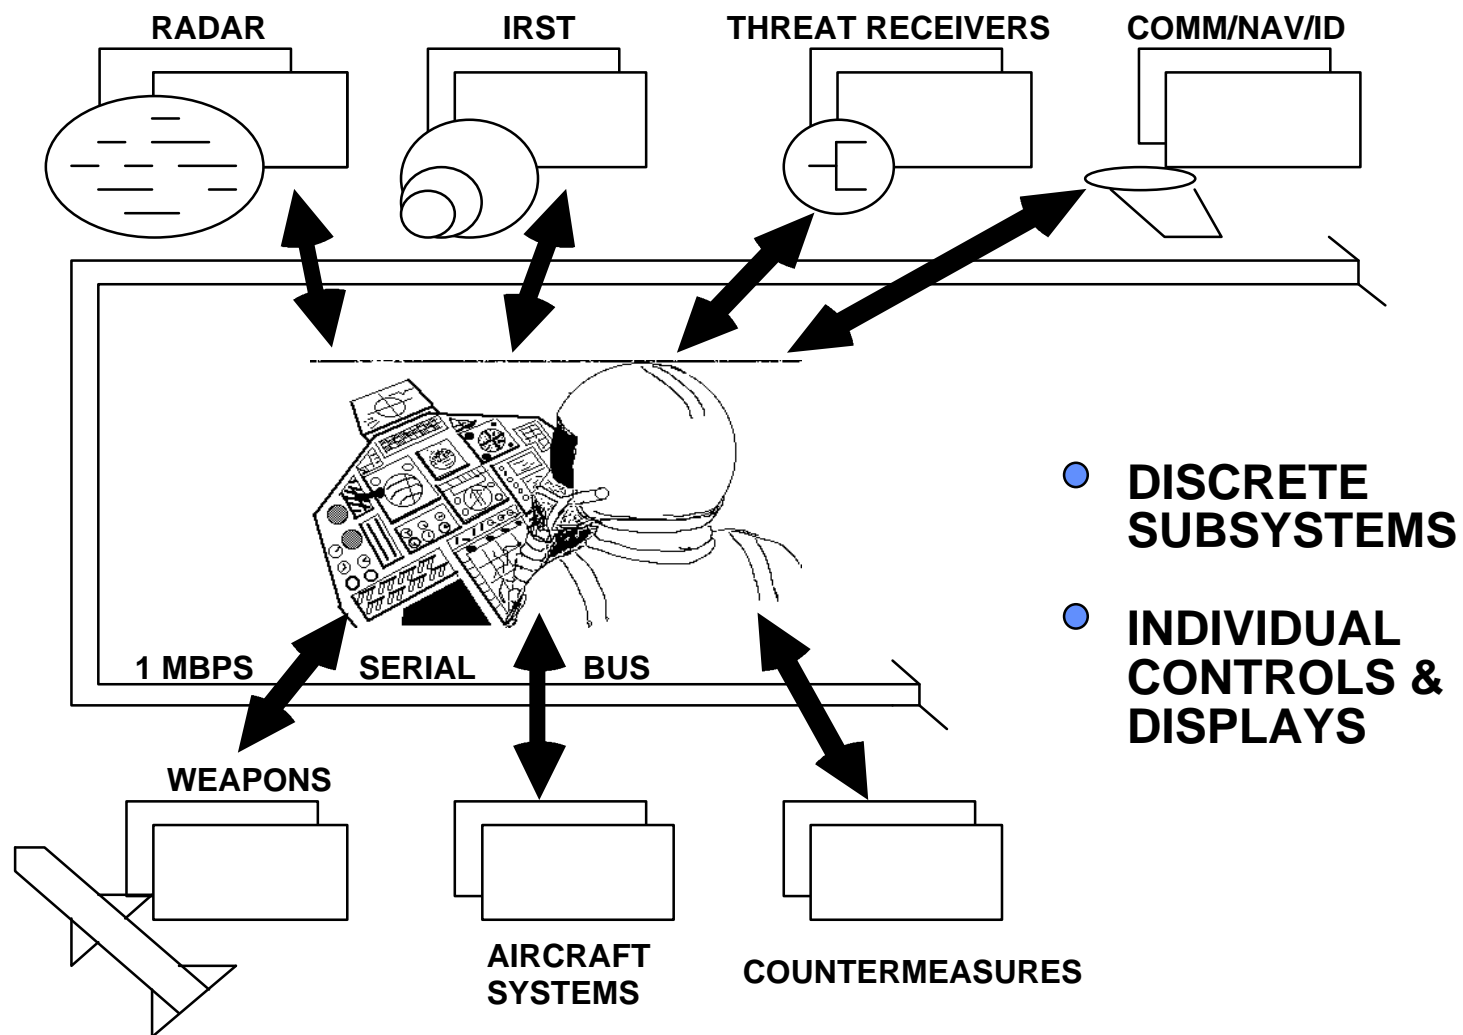 RADAR
IRST
THREAT RECEIVERS
COMM/NAV/ID
DISCRETE
SUBSYSTEMS
INDIVIDUAL
CONTROLS &
DISPLAYS
1 MBPS SERIAL BUS
WEAPONS
AIRCRAFT
SYSTEMS
COUNTERMEASURES